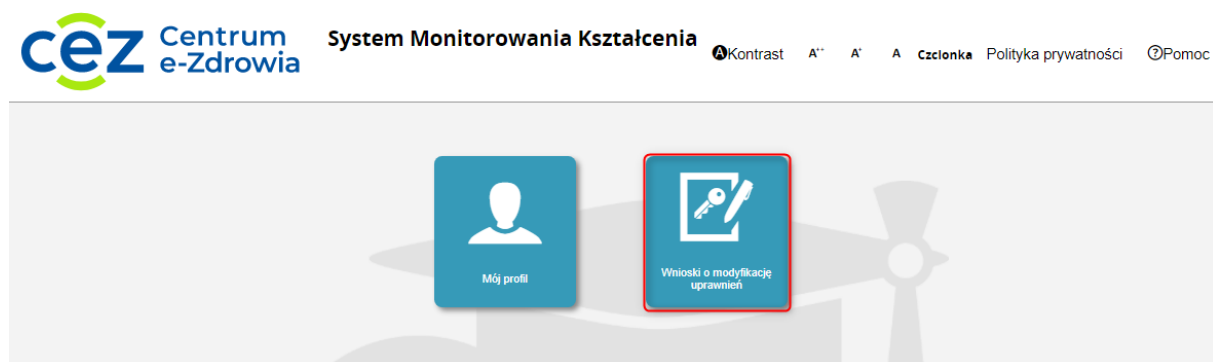 cez Centrum e-Zdrowia
System Monitorowania Kształcenia
A Kontrast A++ A+ A Czcionka Polityka prywatności ? Pomoc
Mój profil
Wnioski o modyfikację
uprawnień